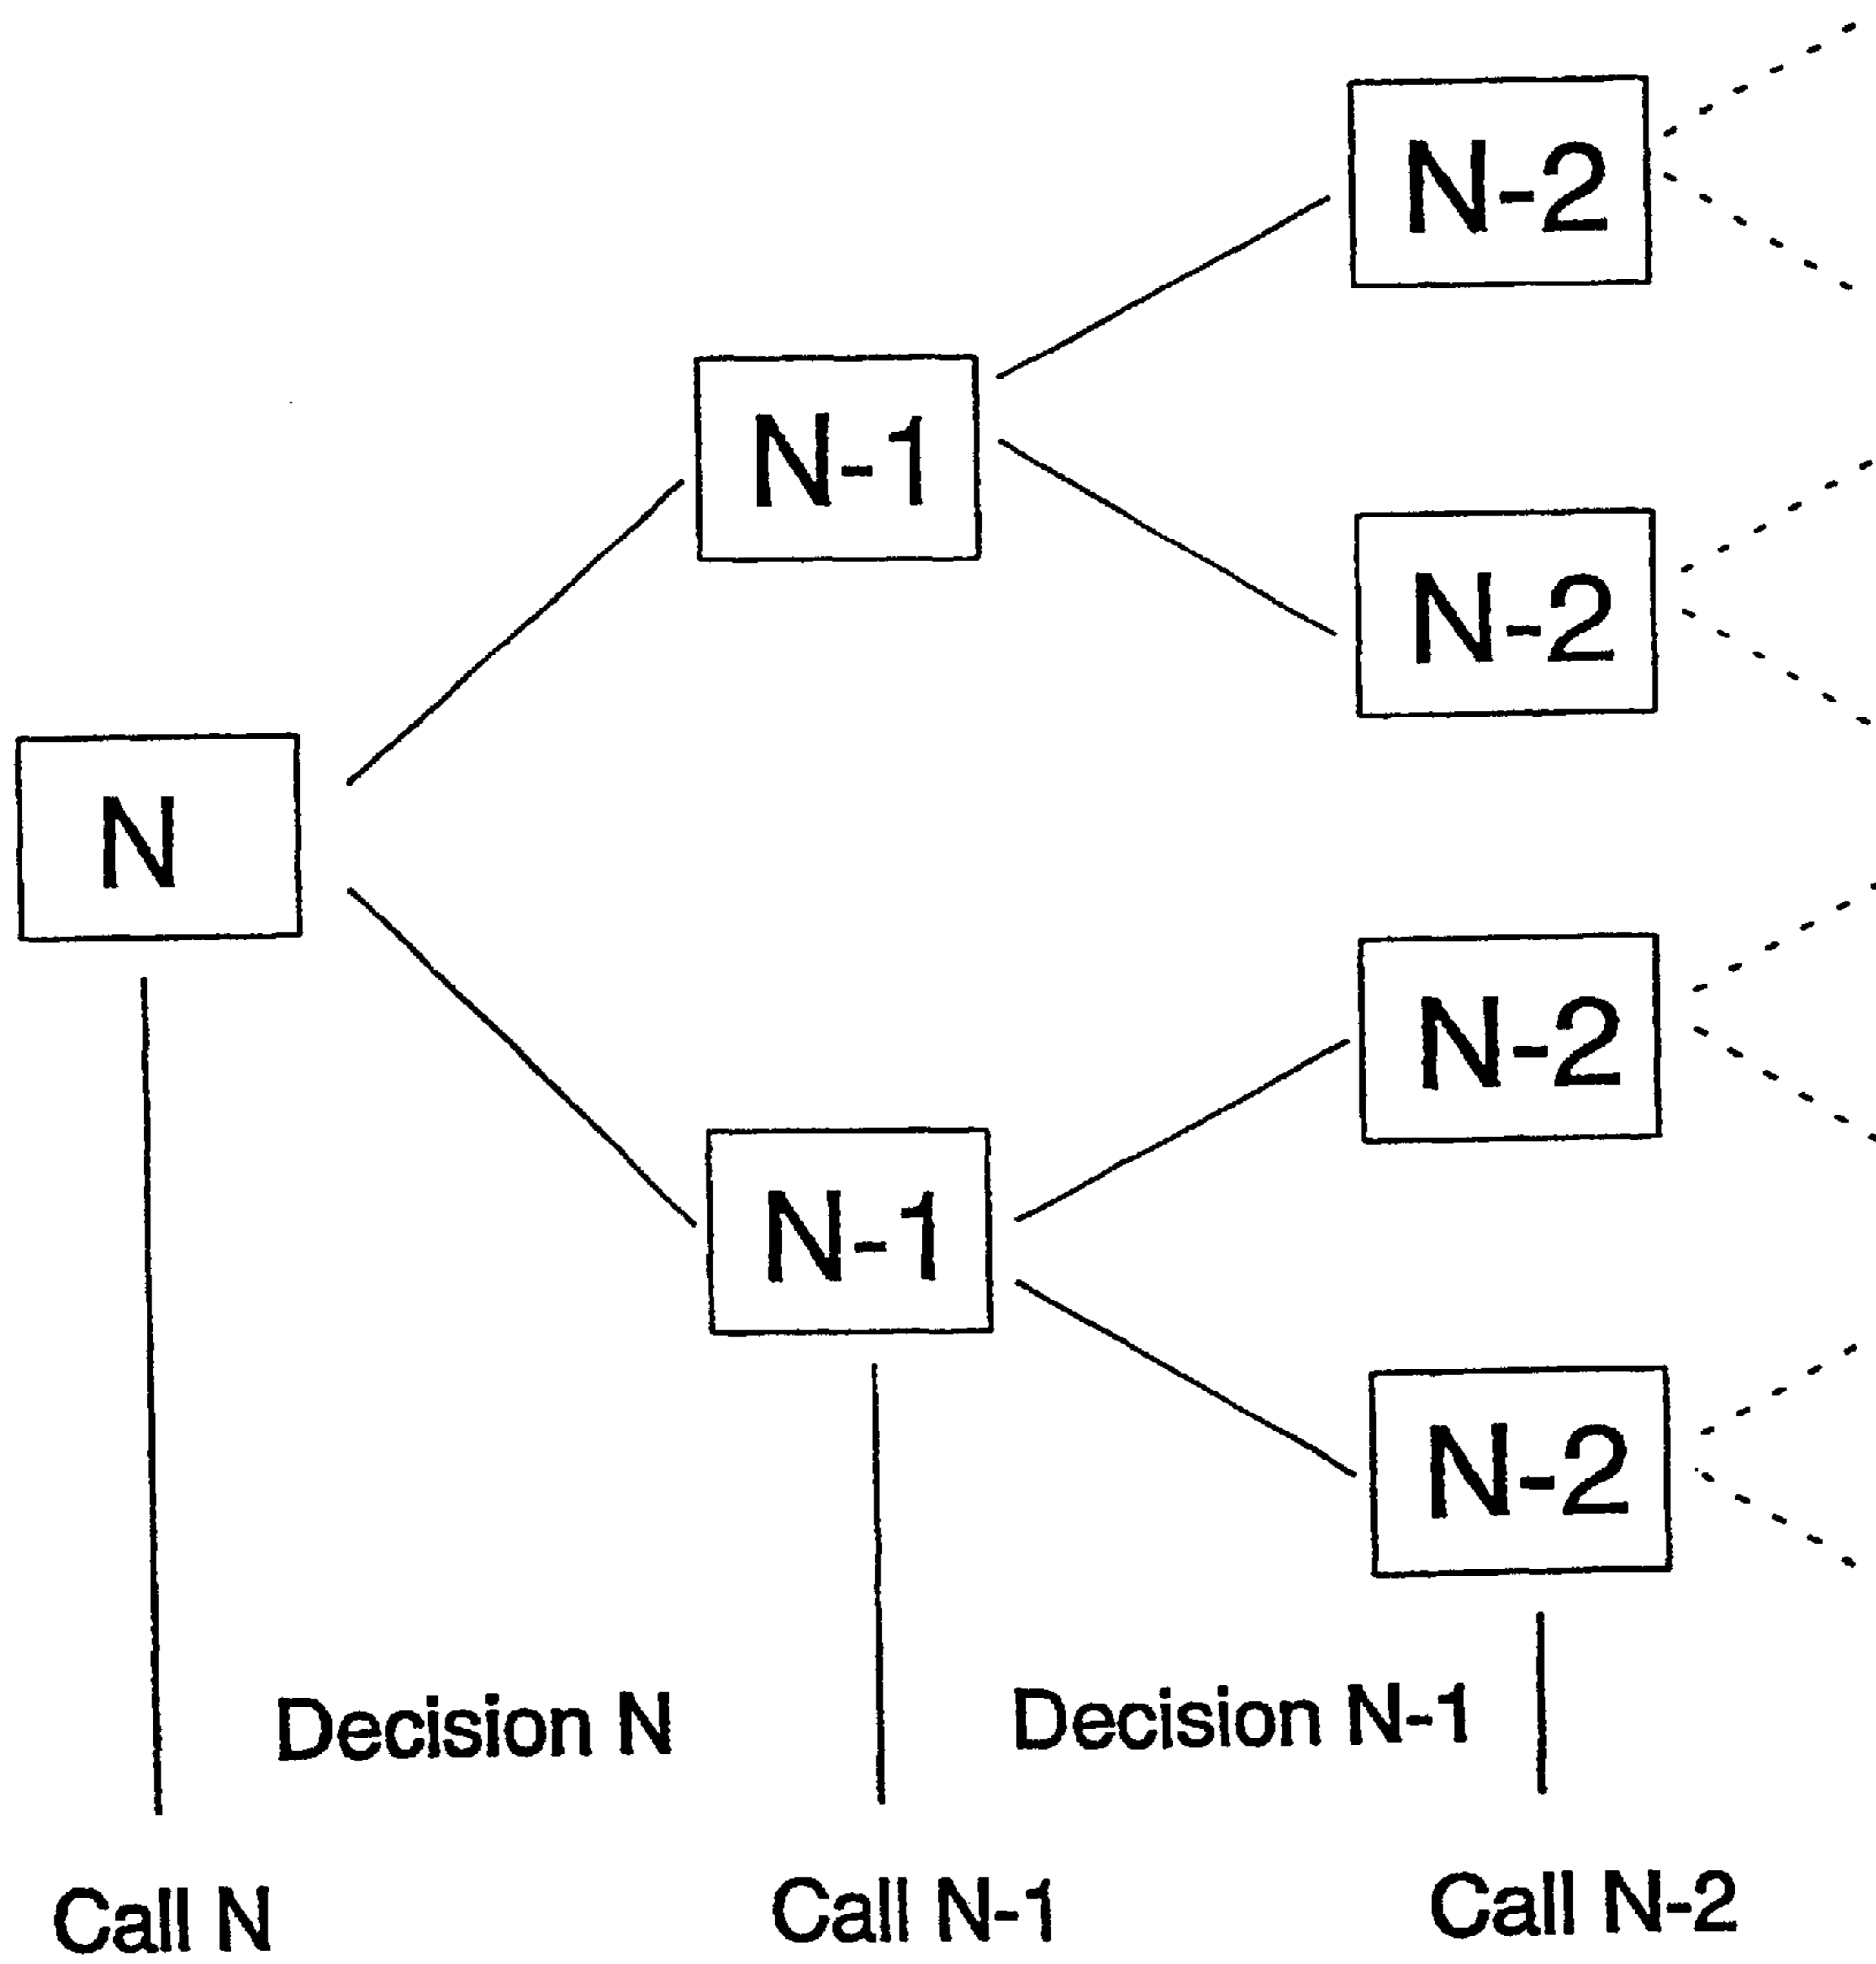 N-2
N-1
N-2
N
N-2
N-1
N-2
Decision N
Decision N-1
Call N
Call N-1
Call N-2